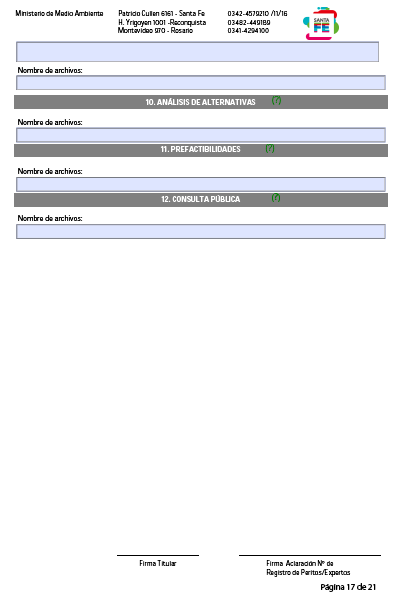 Ministerio de Medio Ambiente
Patricio Cullen 6161 - Santa Fe
H. Yrigoyen 1001 -Reconquista
Montevideo 970 - Rosario
0342-4579210 /11/16
03482-449189
0341-4294100
SANTA
FE
Nombre de archivos:
10. ANÁLISIS DE ALTERNATIVAS (?)
Nombre de archivos:
11. PREFACTIBILIDADES (?)
Nombre de archivos:
12. CONSULTA PÚBLICA (?)
Nombre de archivos:
Firma Titular
Firma Aclaración Nº de
Registro de Peritos/Expertos
Página 17 de 21